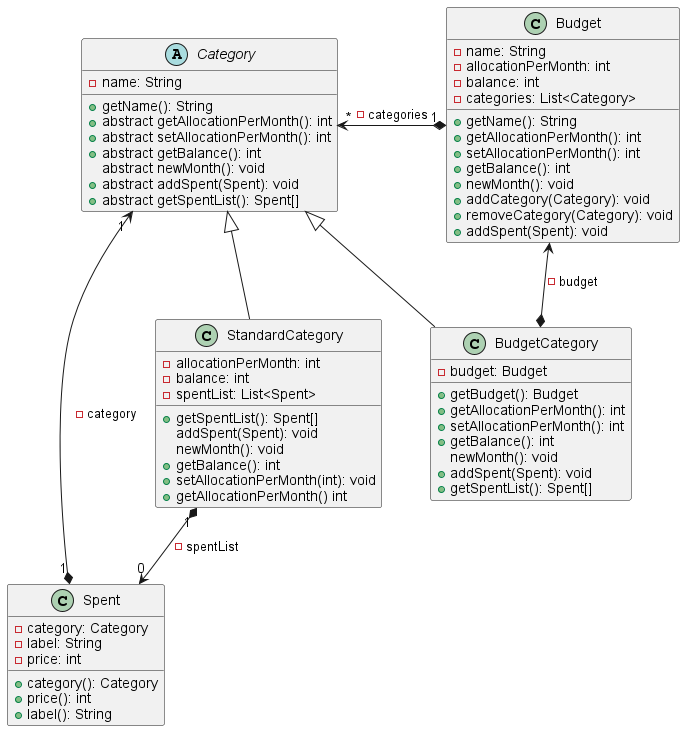 C Budget
name: String
allocationPerMonth: int
balance: int
categories: List<Category>
getName(): String
getAllocationPerMonth(): int
setAllocationPerMonth(): int
getBalance(): int
newMonth(): void
addCategory(Category): void
removeCategory(Category): void
addSpent(Spent): void
A Category
name: String
getName(): String
abstract getAllocationPerMonth(): int
abstract setAllocationPerMonth(): int
abstract getBalance(): int
abstract newMonth(): void
abstract addSpent(Spent): void
abstract getSpentList(): Spent[]
* categories 1
1
budget
C StandardCategory
allocationPerMonth: int
balance: int
spentList: List<Spent>
getSpentList(): Spent[]
addSpent(Spent): void
newMonth(): void
getBalance(): int
setAllocationPerMonth(int): void
getAllocationPerMonth() int
C BudgetCategory
budget: Budget
getBudget(): Budget
getAllocationPerMonth(): int
setAllocationPerMonth(): int
getBalance(): int
newMonth(): void
addSpent(Spent): void
getSpentList(): Spent[]
category
1
spentList
1 0
C Spent
category: Category
label: String
price: int
category(): Category
price(): int
label(): String